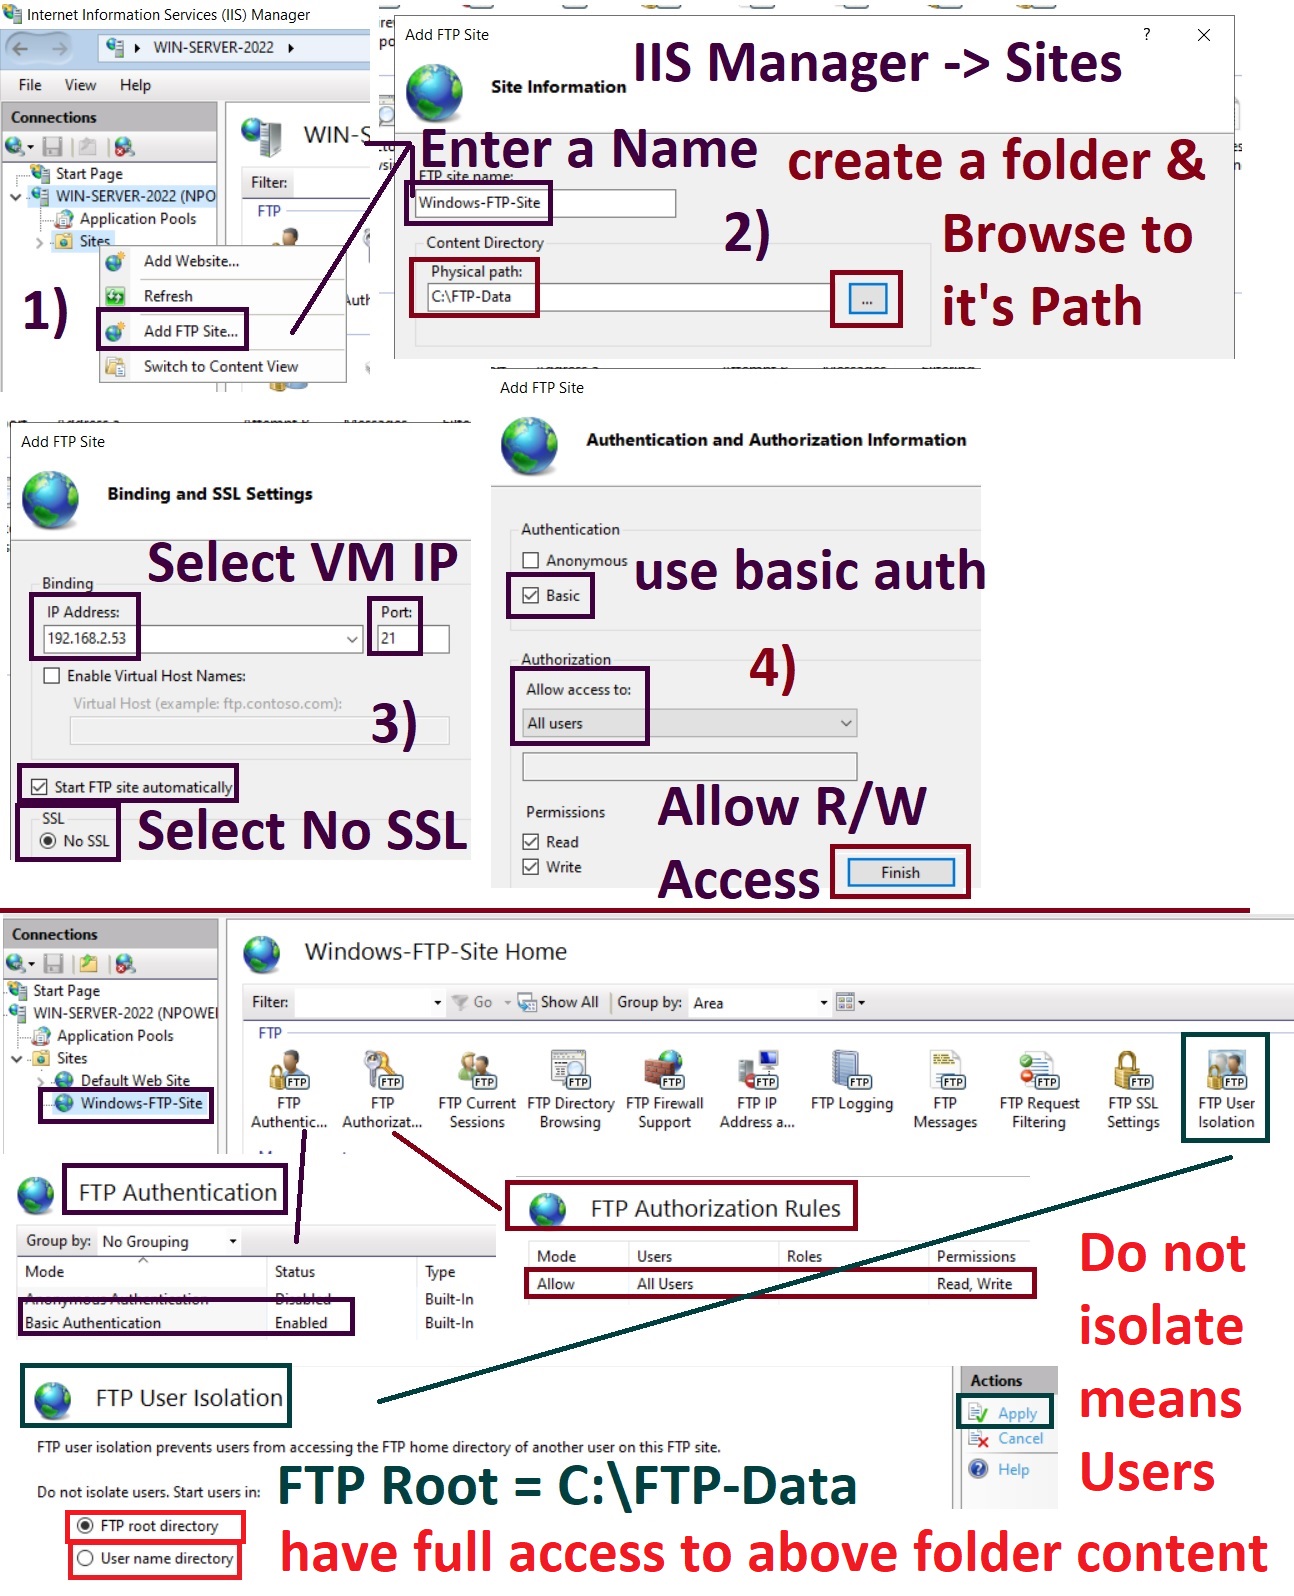 Internet Information Services (IIS) Manager
WIN-SERVER-2022
File View Help
Connections
Start Page
WIN-SERVER-2022 (NPO
Application Pools
Sites
WIN-S
Filter:
FTP
1)
Add Website...
Refresh
Add FTP Site...
Switch to Content View
Add FTP Site
?
IIS Manager -> Sites
Site Information
Enter a Name
FTP site name:
Windows-FTP-Site
2)
create a folder &
Browse to
it's Path
Content Directory
Physical path:
C:\FTP-Data
...
Add FTP Site
Binding and SSL Settings
Select VM IP
Binding
IP Address:
Port:
192.168.2.53
21
Enable Virtual Host Names:
Virtual Host (example: ftp.contoso.com):
3)
Start FTP site automatically
SSL
No SSL
Select No SSL
Add FTP Site
Authentication and Authorization Information
Authentication
Anonymous
Basic
use basic auth
Authorization
4)
Allow access to:
All users
Permissions
Read
Write
Allow R/W
Access
Finish
Connections
Start Page
WIN-SERVER-2022 (NPOWE
Application Pools
Sites
Default Web Site
Windows-FTP-Site
Windows-FTP-Site Home
Filter: Go Show All Group by: Area
FTP
FTP Authentic...
FTP Authorizat...
FTP Current Sessions
FTP Directory Browsing
FTP Firewall Support
FTP IP Address a...
FTP Logging
FTP Messages
FTP Request Filtering
FTP SSL Settings
FTP User Isolation
FTP Authentication
Group by: No Grouping
Mode Status Type
Anonymous Authentication Disabled Built-In
Basic Authentication Enabled Built-In
FTP Authorization Rules
Mode Users Roles Permissions
Allow All Users Read, Write
Do not
isolate
means
Users
FTP User Isolation
Actions
Apply
Cancel
Help
FTP user isolation prevents users from accessing the FTP home directory of another user on this FTP site.
Do not isolate users. Start users in:
FTP Root = C:\FTP-Data
FTP root directory
User name directory
have full access to above folder content